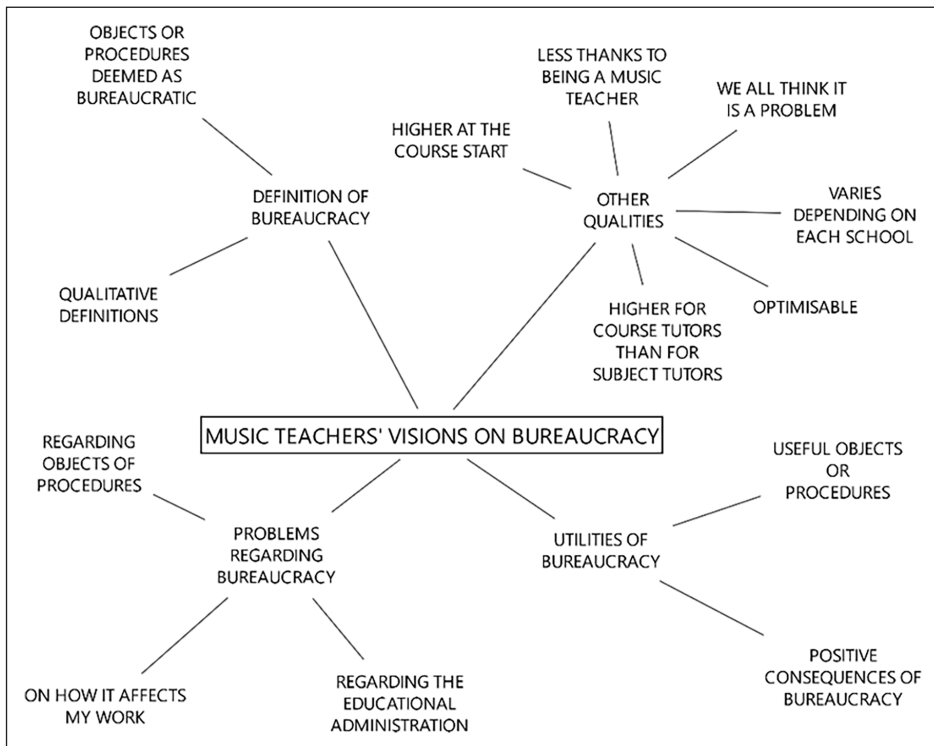 OBJECTS OR
PROCEDURES
DEEMED AS
BUREAUCRATIC
LESS THANKS TO
BEING A MUSIC
TEACHER
WE ALL THINK IT
IS A PROBLEM
HIGHER AT THE
COURSE START
DEFINITION OF
BUREAUCRACY
OTHER
QUALITIES
VARIES
DEPENDING ON
EACH SCHOOL
QUALITATIVE
DEFINITIONS
HIGHER FOR
COURSE TUTORS
THAN FOR
SUBJECT TUTORS
OPTIMISABLE
MUSIC TEACHERS' VISIONS ON BUREAUCRACY
REGARDING
OBJECTS OF
PROCEDURES
USEFUL OBJECTS
OR
PROCEDURES
PROBLEMS
REGARDING
BUREAUCRACY
UTILITIES OF
BUREAUCRACY
ON HOW IT AFFECTS
MY WORK
REGARDING THE
EDUCATIONAL
ADMINISTRATION
POSITIVE
CONSEQUENCES OF
BUREAUCRACY